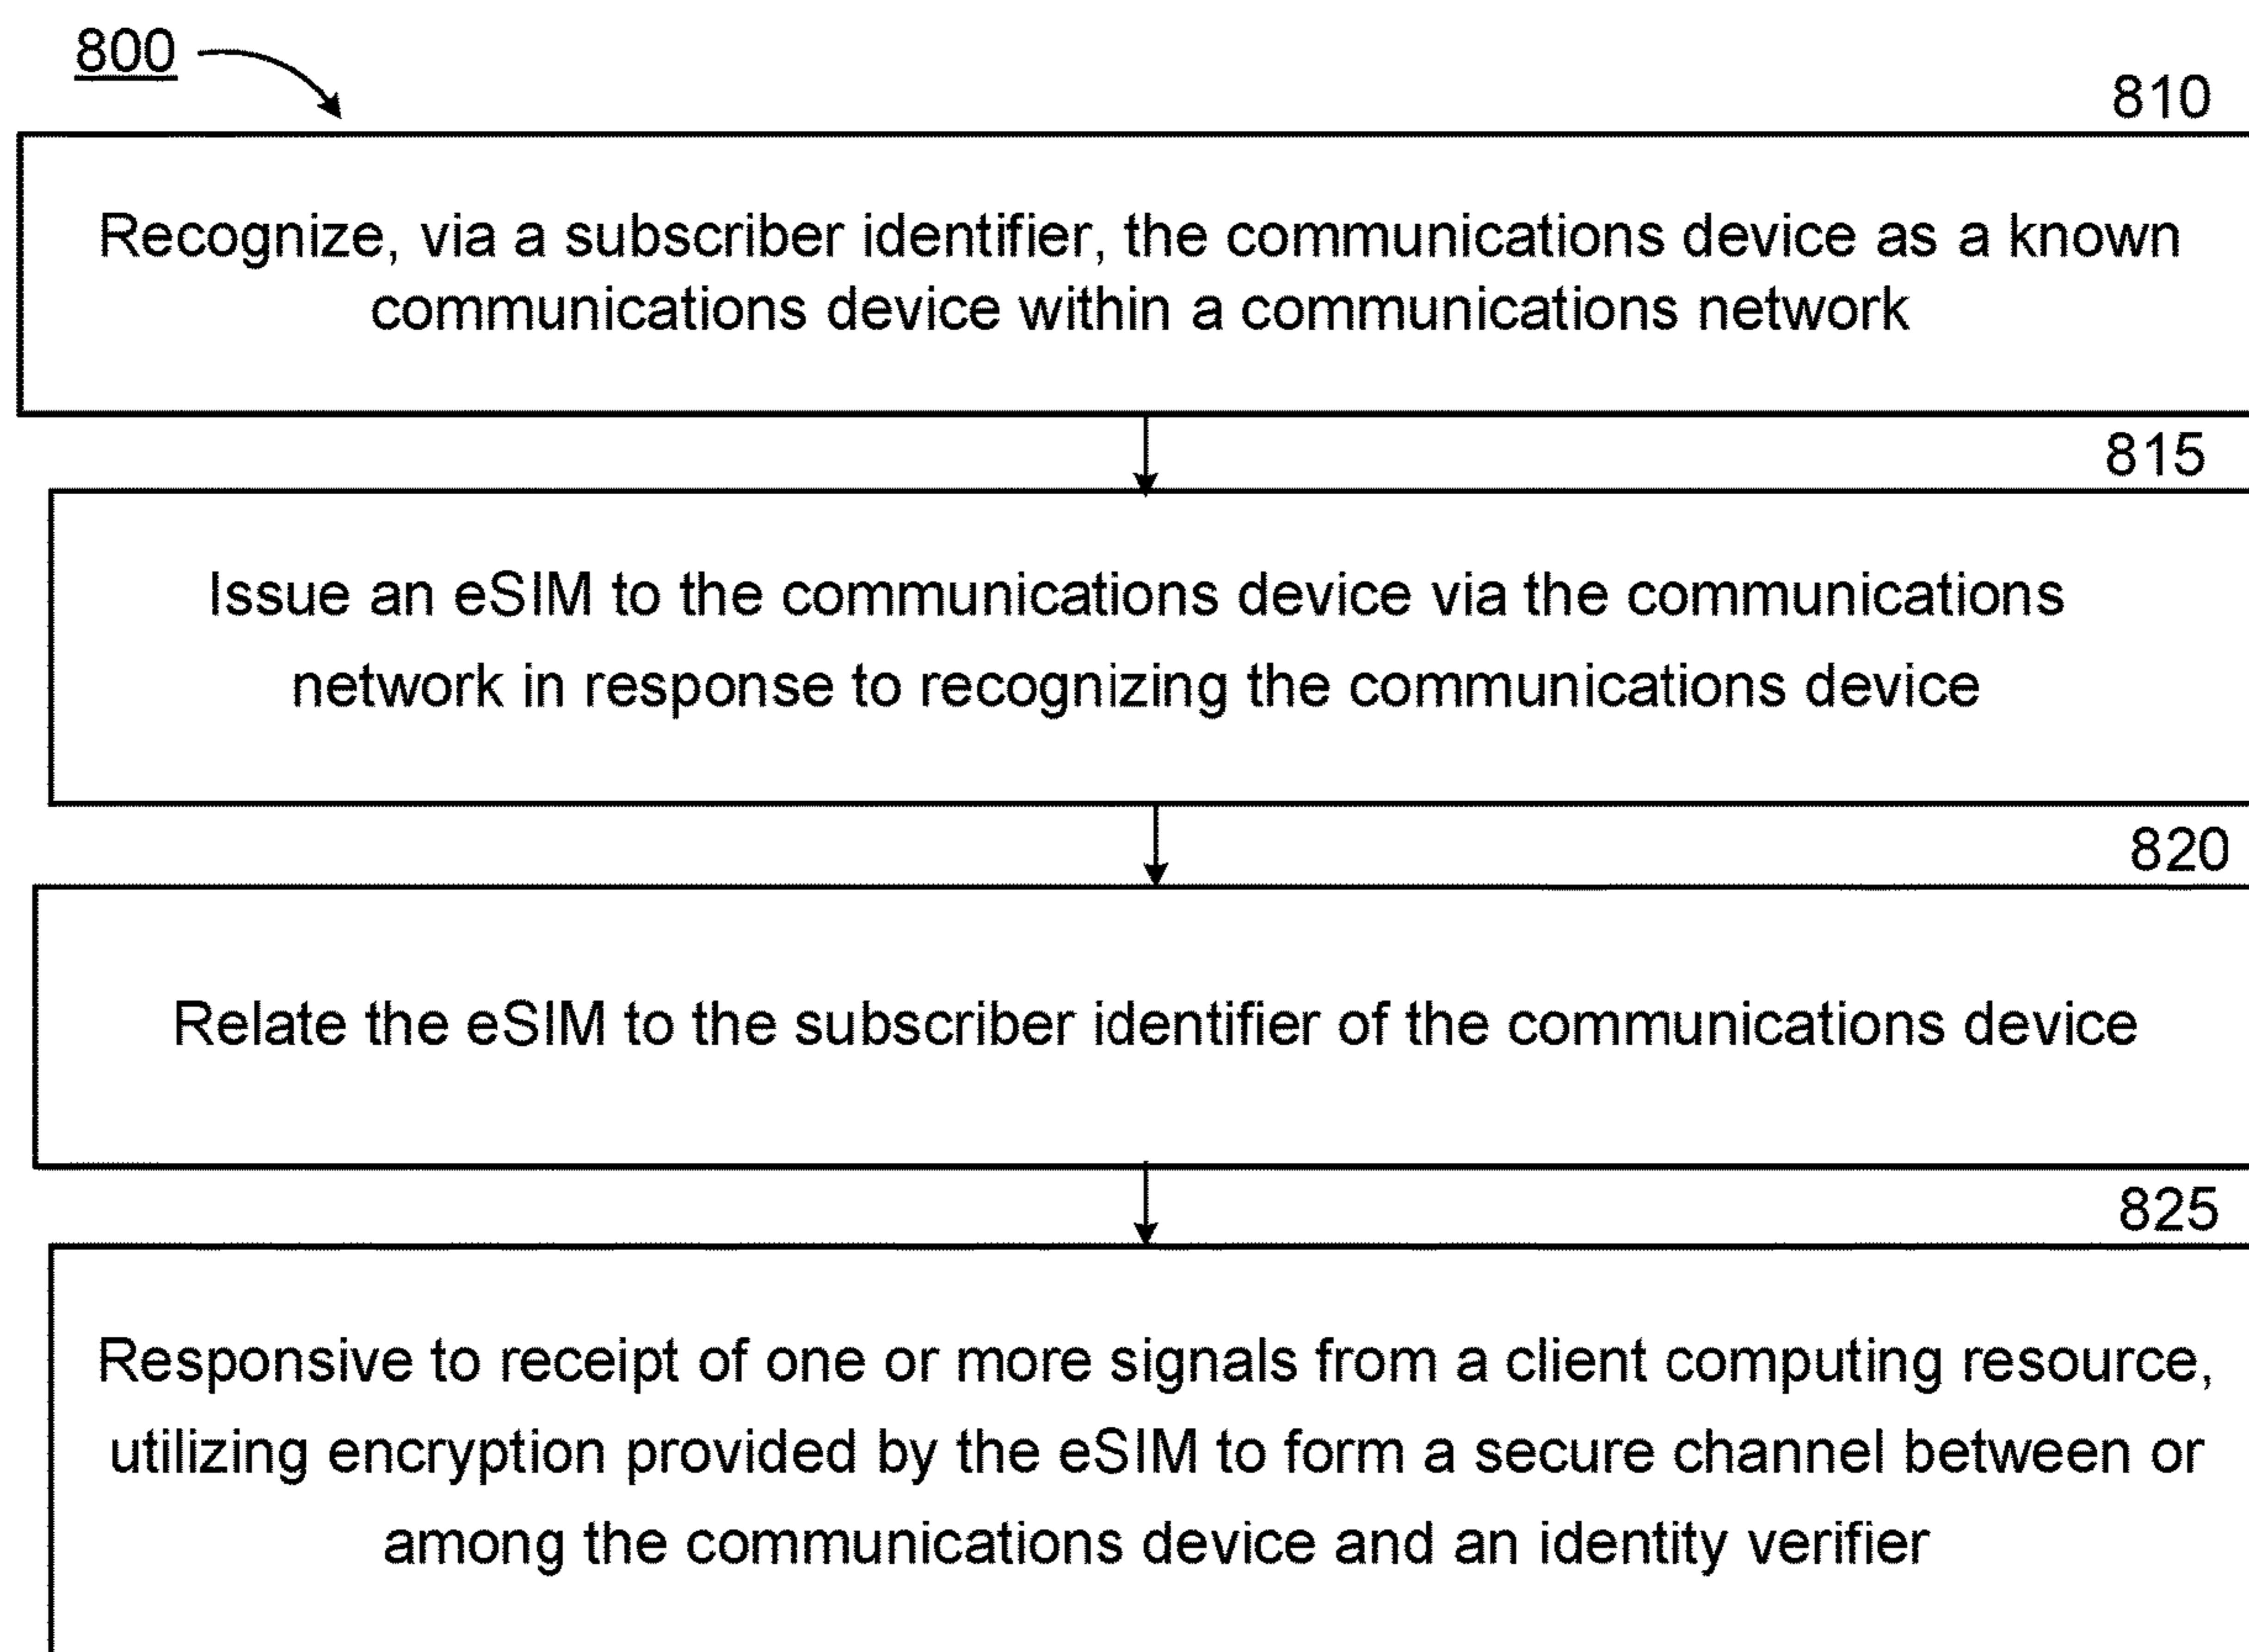 800
810
Recognize, via a subscriber identifier, the communications device as a known
communications device within a communications network
815
Issue an eSIM to the communications device via the communications
network in response to recognizing the communications device
820
Relate the eSIM to the subscriber identifier of the communications device
825
Responsive to receipt of one or more signals from a client computing resource,
utilizing encryption provided by the eSIM to form a secure channel between or
among the communications device and an identity verifier